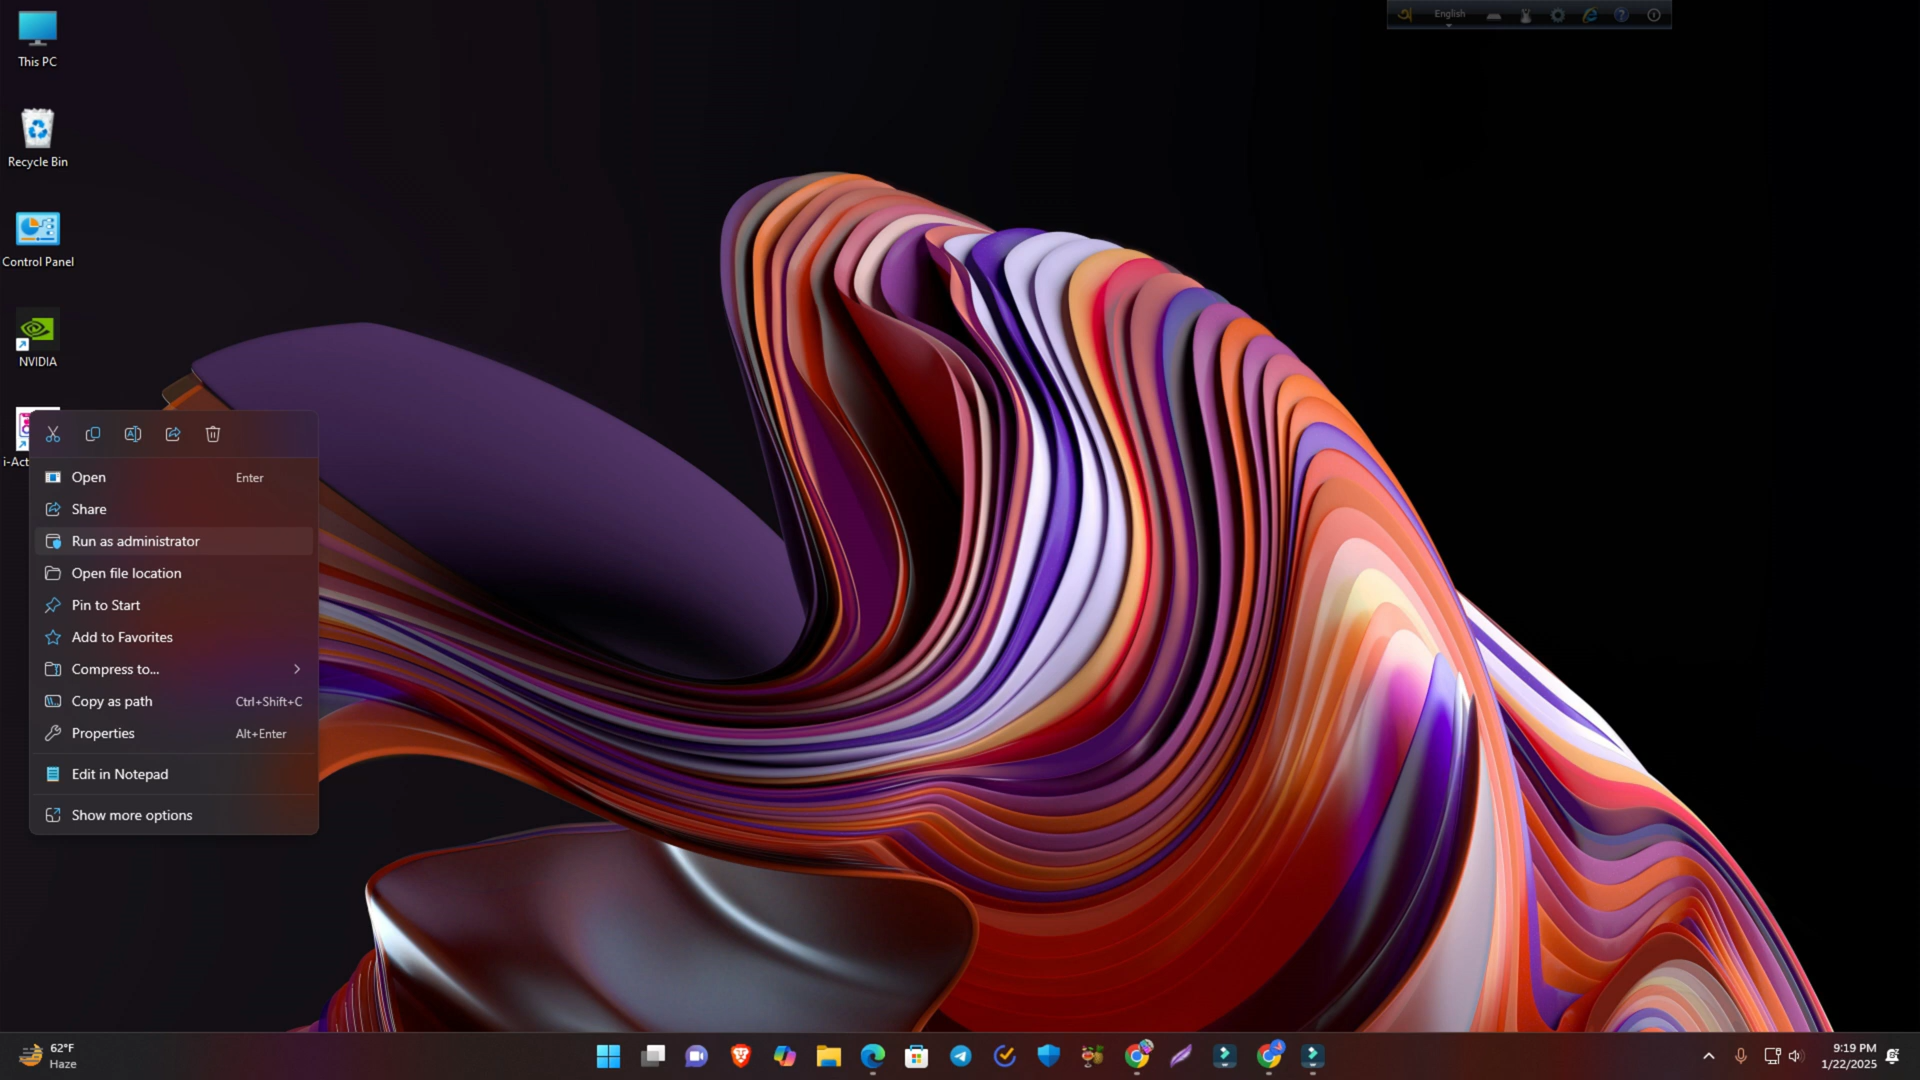 This PC
Recycle Bin
Control Panel
NVIDIA
i-Act
English
Open Enter
Share
Run as administrator
Open file location
Pin to Start
Add to Favorites
Compress to...
Copy as path Ctrl+Shift+C
Properties Alt+Enter
Edit in Notepad
Show more options
62°F
Haze
9:19 PM
1/22/2025